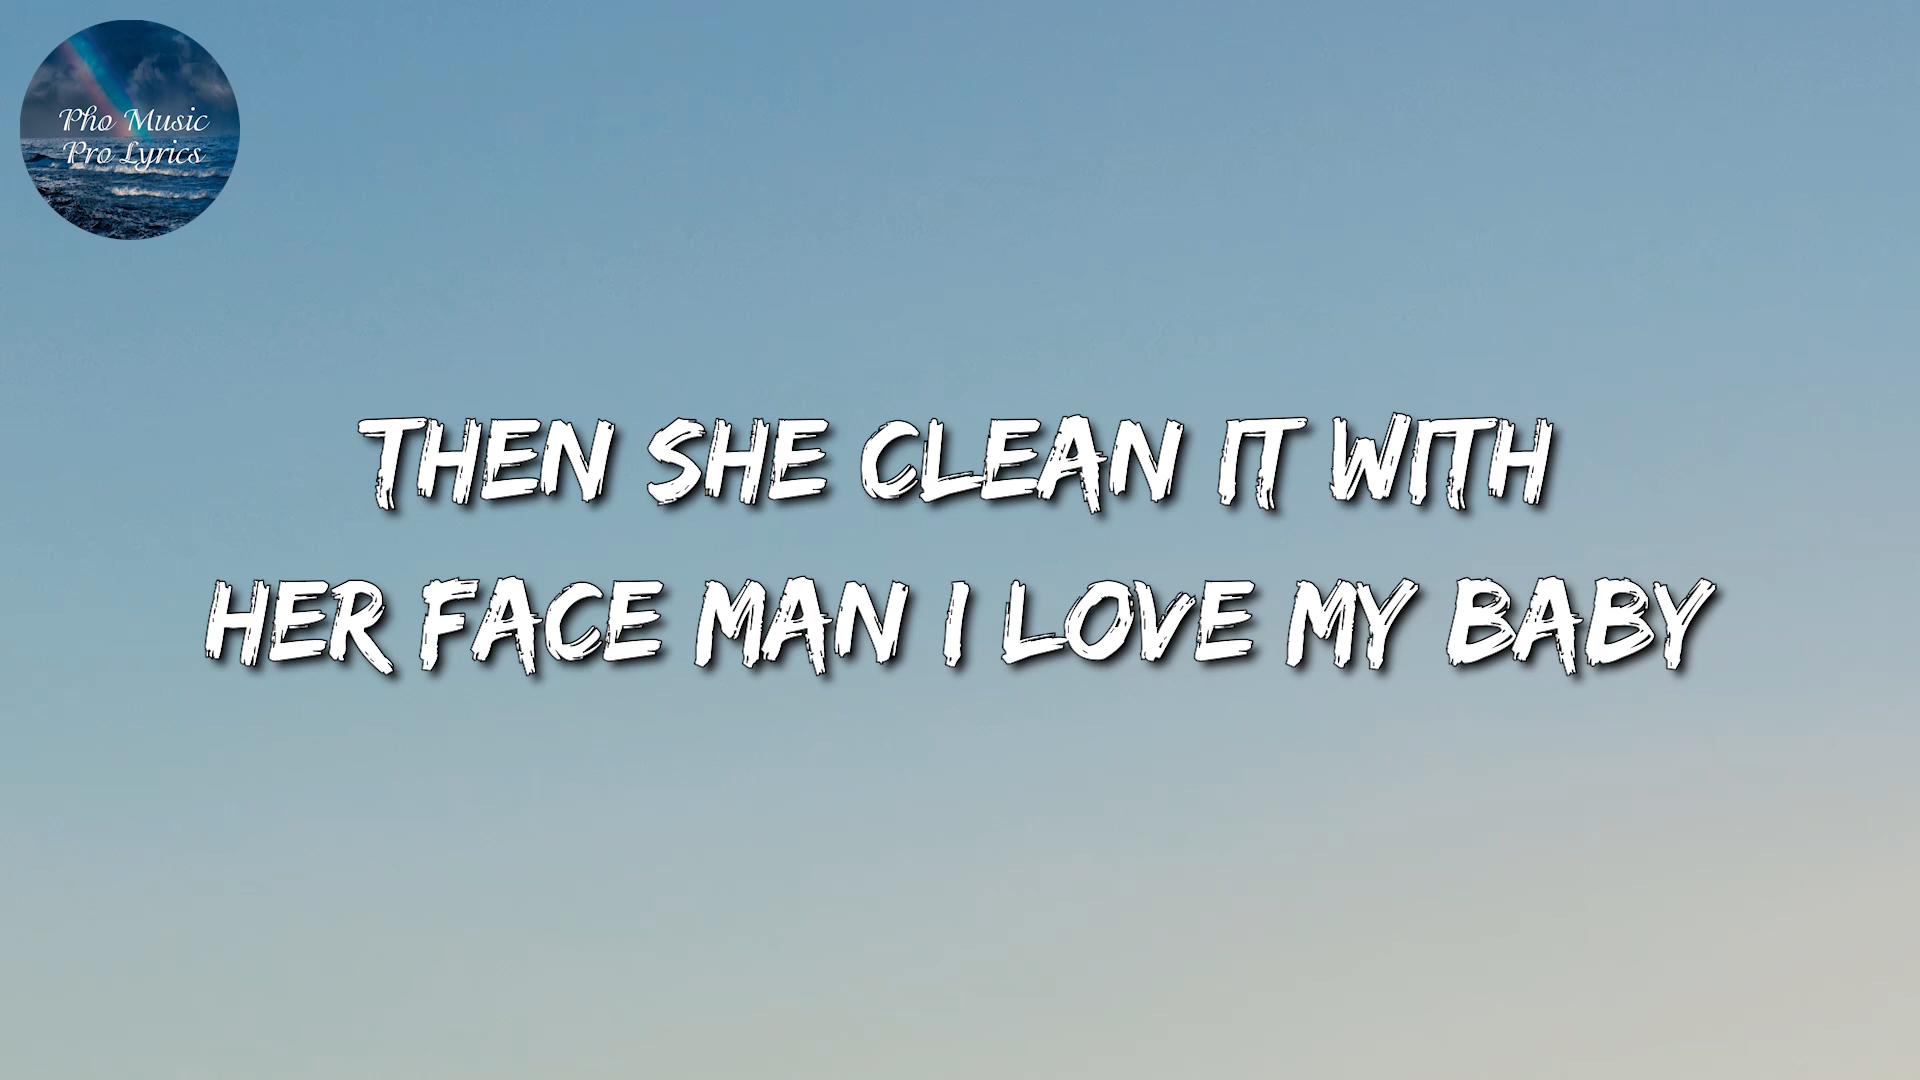 Pho Music
Pro Lyrics
THEN SHE CLEAN IT WITH
HER FACE MAN I LOVE MY BABY